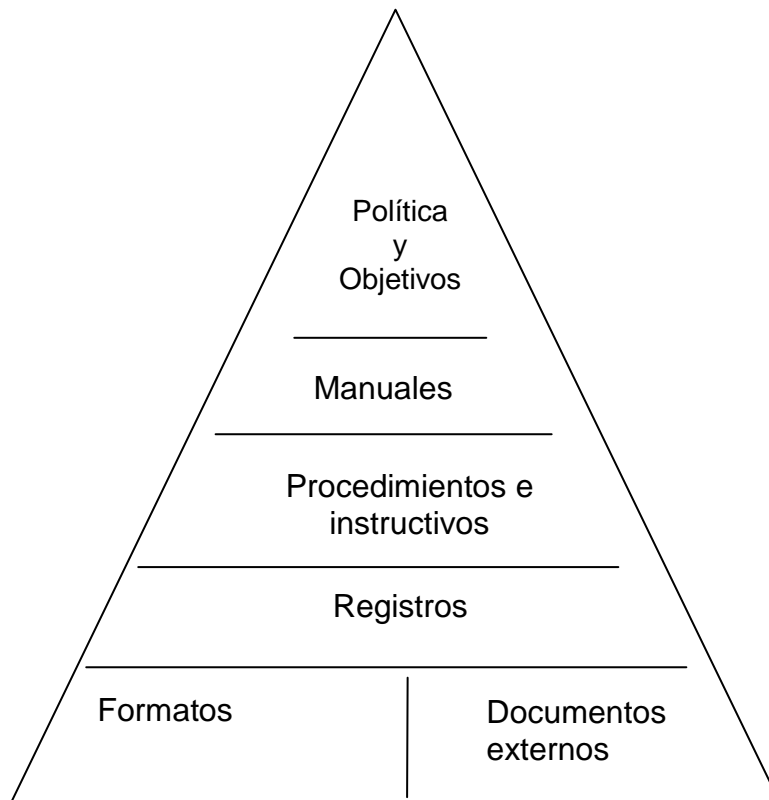 Política
y
Objetivos
Manuales
Procedimientos e
instructivos
Registros
Formatos
Documentos
externos